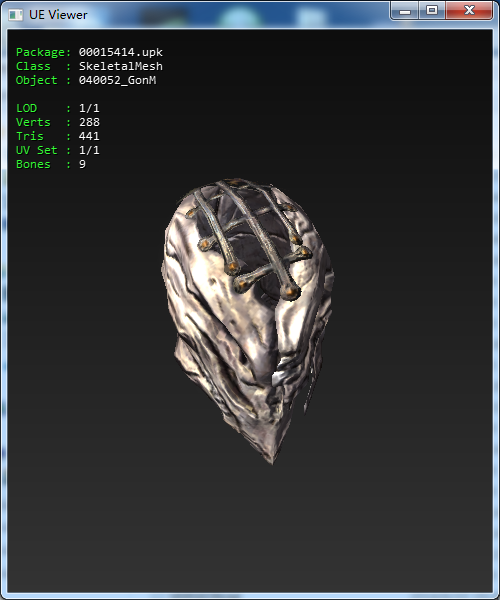 UE Viewer
Package: 00015414.upk
Class : SkeletalMesh
Object : 040052_GonM
LOD : 1/1
Verts : 288
Tris : 441
UV Set : 1/1
Bones : 9